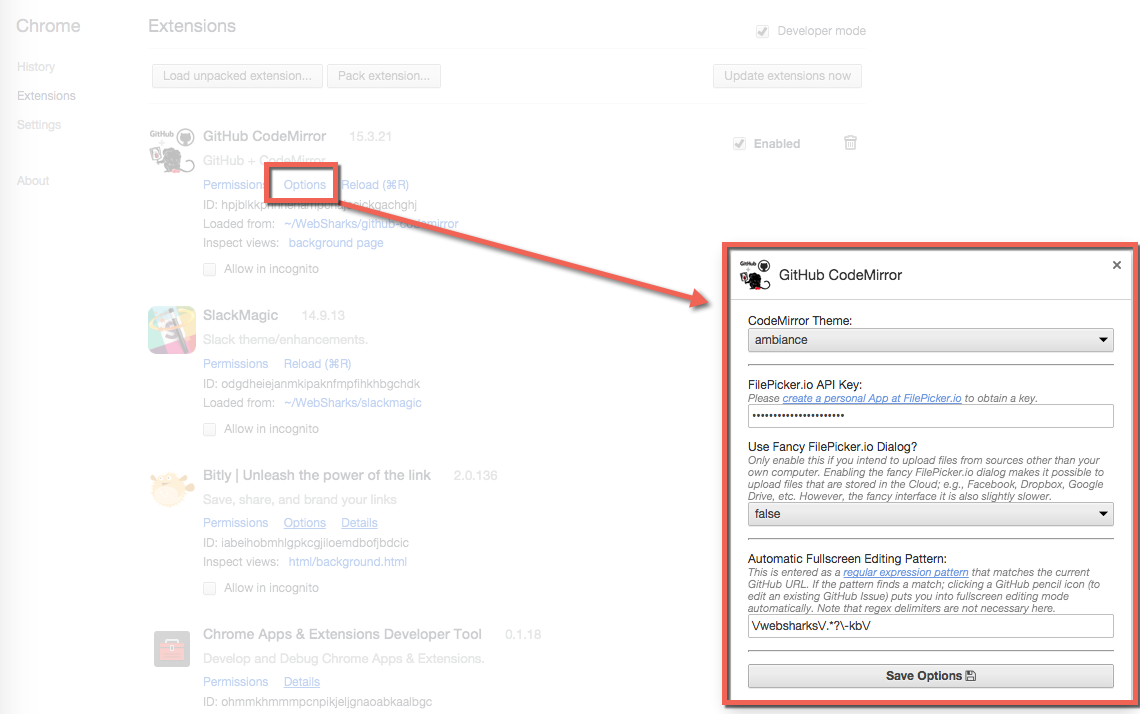 Chrome
History
Extensions
Settings
About
Extensions
Developer mode
Load unpacked extension...
Pack extension...
Update extensions now
GitHub
GitHub CodeMirror 15.3.21
Enabled
GitHub + CodeMirror
Permissions Options Reload (⌘R)
ID:
Loaded from: ~/WebSharks/github-codemirror
Inspect views: background page
Allow in incognito
SlackMagic 14.9.13
Slack theme/enhancements.
Permissions Reload (⌘R)
ID: odgdheiejanmkipaknfmpfihkhbgchdk
Loaded from: ~/WebSharks/slackmagic
Allow in incognito
Bitly | Unleash the power of the link 2.0.136
Save, share, and brand your links
Permissions Options Details
ID: iabeihobmhlgpkcgjiloemdbofjbdcic
Inspect views: html/background.html
Allow in incognito
Chrome Apps & Extensions Developer Tool 0.1.18
Develop and Debug Chrome Apps & Extensions.
Permissions Details
ID: ohmmkhmmmpcnpikjeljgnaoabkaalbgc
GitHub
GitHub CodeMirror
CodeMirror Theme:
ambiance
FilePicker.io API Key:
Please create a personal App at FilePicker.io to obtain a key.
••••••••••••••••••••••
Use Fancy FilePicker.io Dialog?
Only enable this if you intend to upload files from sources other than your
own computer. Enabling the fancy FilePicker.io dialog makes it possible to
upload files that are stored in the Cloud; e.g., Facebook, Dropbox, Google
Drive, etc. However, the fancy interface it is also slightly slower.
false
Automatic Fullscreen Editing Pattern:
This is entered as a regular expression pattern that matches the current
GitHub URL. If the pattern finds a match; clicking a GitHub pencil icon (to
edit an existing GitHub Issue) puts you into fullscreen editing mode
automatically. Note that regex delimiters are not necessary here.
\/websharks\/.*?\-kb\/
Save Options